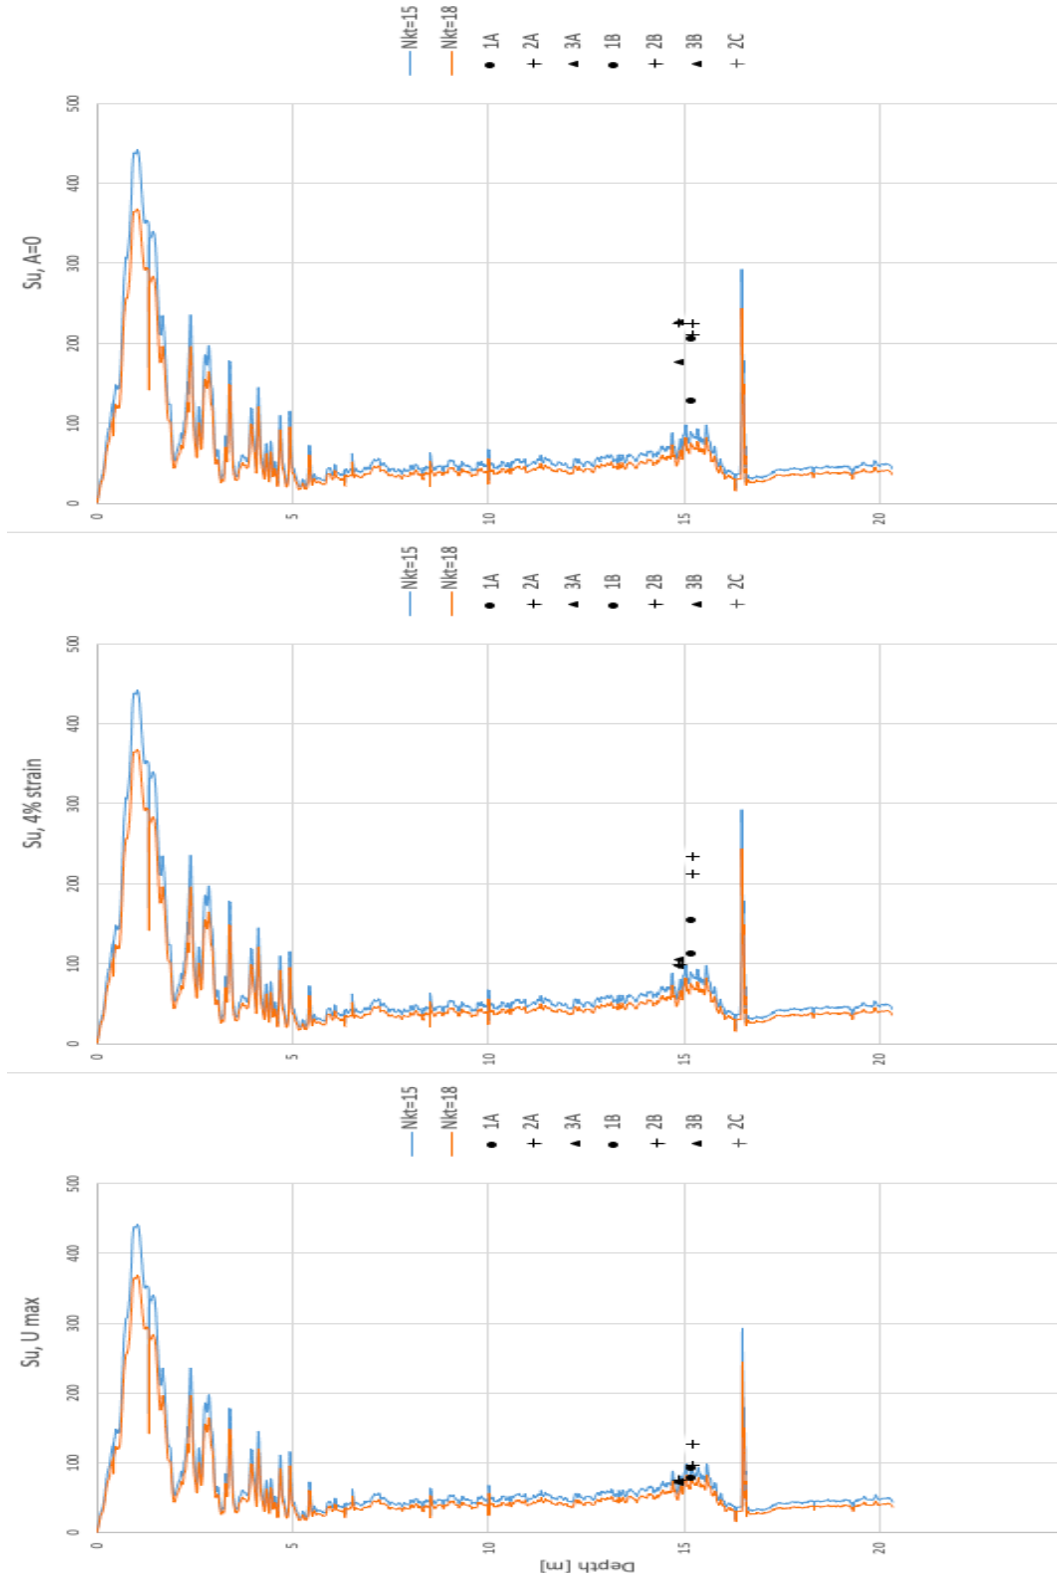 Su, U max
0
100
200
300
400
500
0
5
10
15
20
Depth [m]
Nkt=15
Nkt=18
1A
2A
3A
1B
2B
3B
2C
Su, 4% strain
0
100
200
300
400
500
0
5
10
15
20
Nkt=15
Nkt=18
1A
2A
3A
1B
2B
3B
2C
Su, A=0
0
100
200
300
400
500
0
5
10
15
20
Nkt=15
Nkt=18
1A
2A
3A
1B
2B
3B
2C